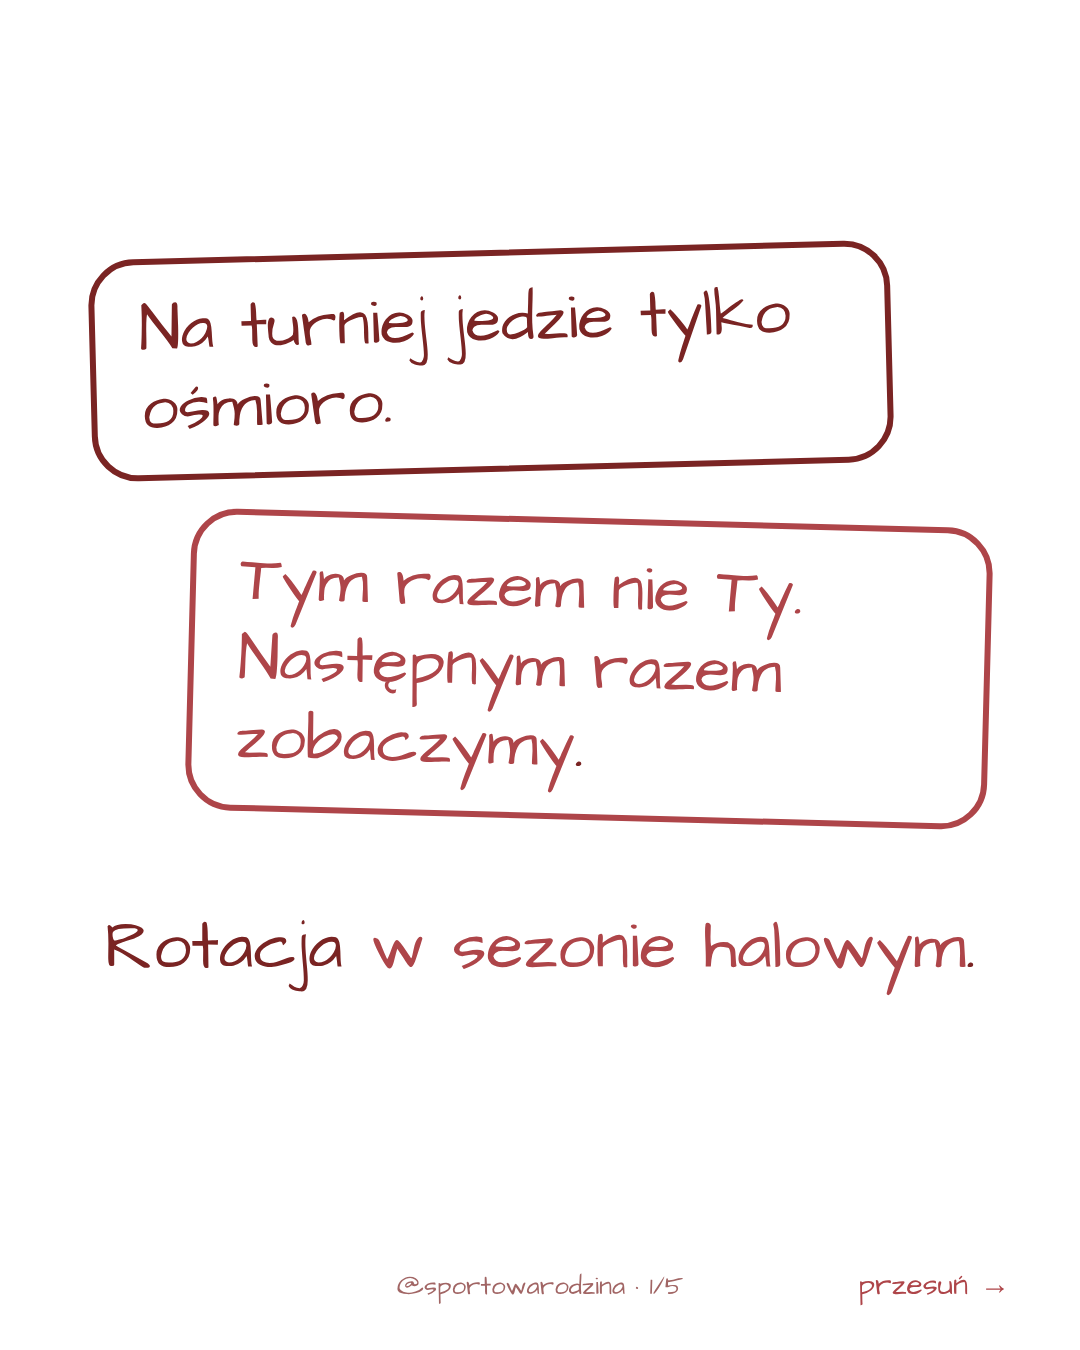 Na turniej jedzie tylko
ośmioro.
Tym razem nie Ty.
Następnym razem
zobaczymy.
Rotacja w sezonie halowym.
@sportowarodzina · 1/5
przesuń →